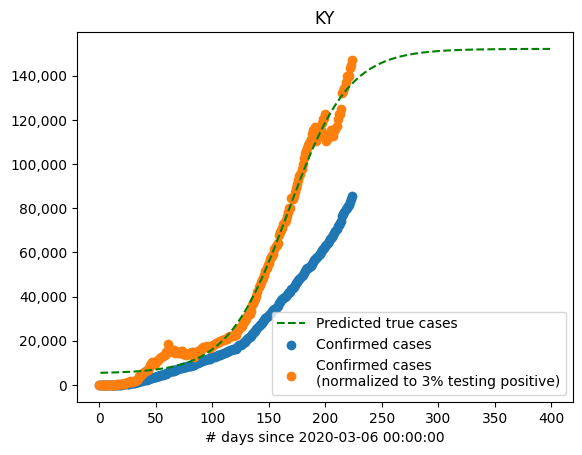 KY
140,000
120,000
100,000
80,000
60,000
40,000
20,000
0
Predicted true cases
Confirmed cases
Confirmed cases
(normalized to 3% testing positive)
0 50 100 150 200 250 300 350 400
# days since 2020-03-06 00:00:00